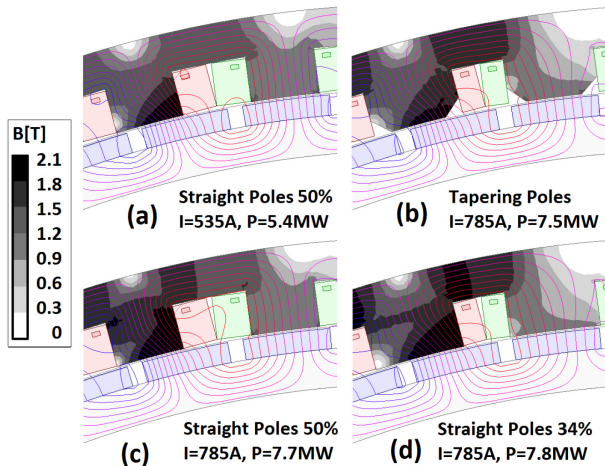 B[T]
2.1
1.8
1.5
1.2
0.9
0.6
0.3
0
Straight Poles 50%
(a) I=535A, P=5.4MW
Tapering Poles
(b) I=785A, P=7.5MW
Straight Poles 50%
(c) I=785A, P=7.7MW
Straight Poles 34%
(d) I=785A, P=7.8MW